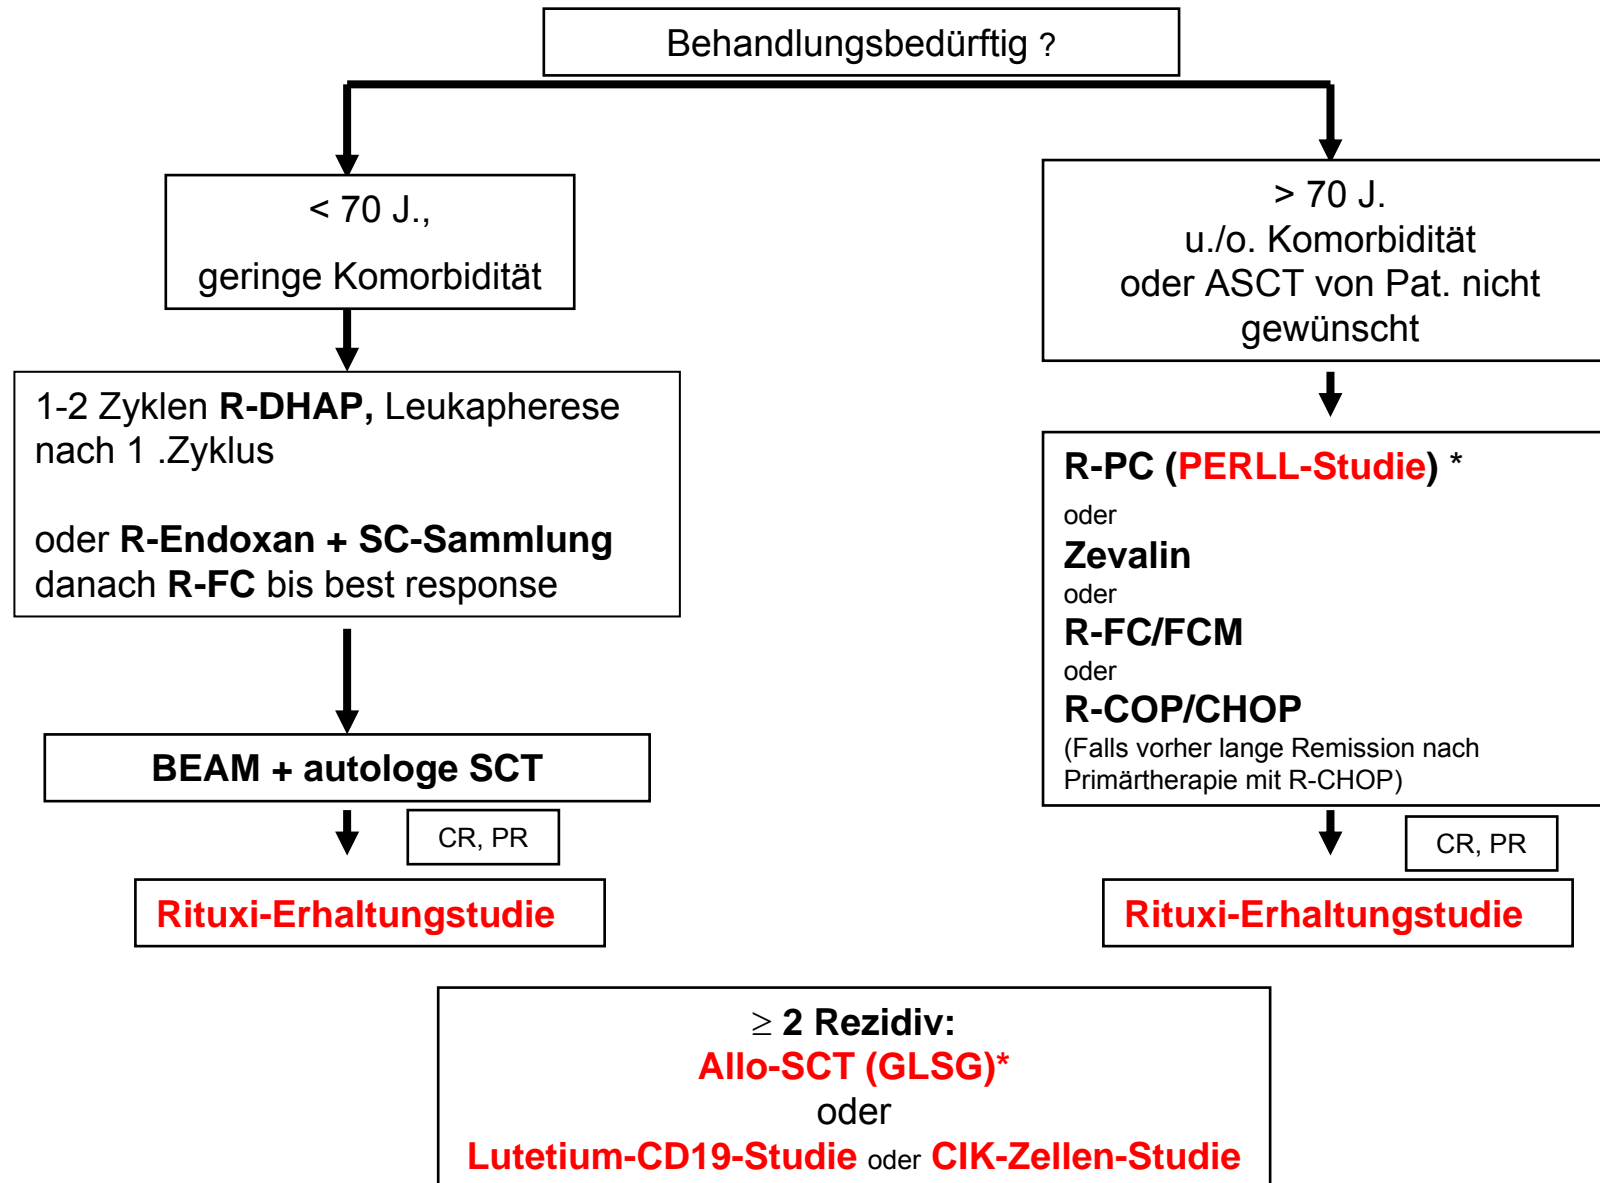 Behandlungsbedürftig ?
< 70 J.,
geringe Komorbidität
> 70 J.
u./o. Komorbidität
oder ASCT von Pat. nicht
gewünscht
1-2 Zyklen R-DHAP, Leukapherese
nach 1 .Zyklus
oder R-Endoxan + SC-Sammlung
danach R-FC bis best response
R-PC (PERLL-Studie) *
oder
Zevalin
oder
R-FC/FCM
oder
R-COP/CHOP
(Falls vorher lange Remission nach
Primärtherapie mit R-CHOP)
BEAM + autologe SCT
CR, PR
CR, PR
Rituxi-Erhaltungstudie
Rituxi-Erhaltungstudie
≥ 2 Rezidiv:
Allo-SCT (GLSG)*
oder
Lutetium-CD19-Studie oder CIK-Zellen-Studie